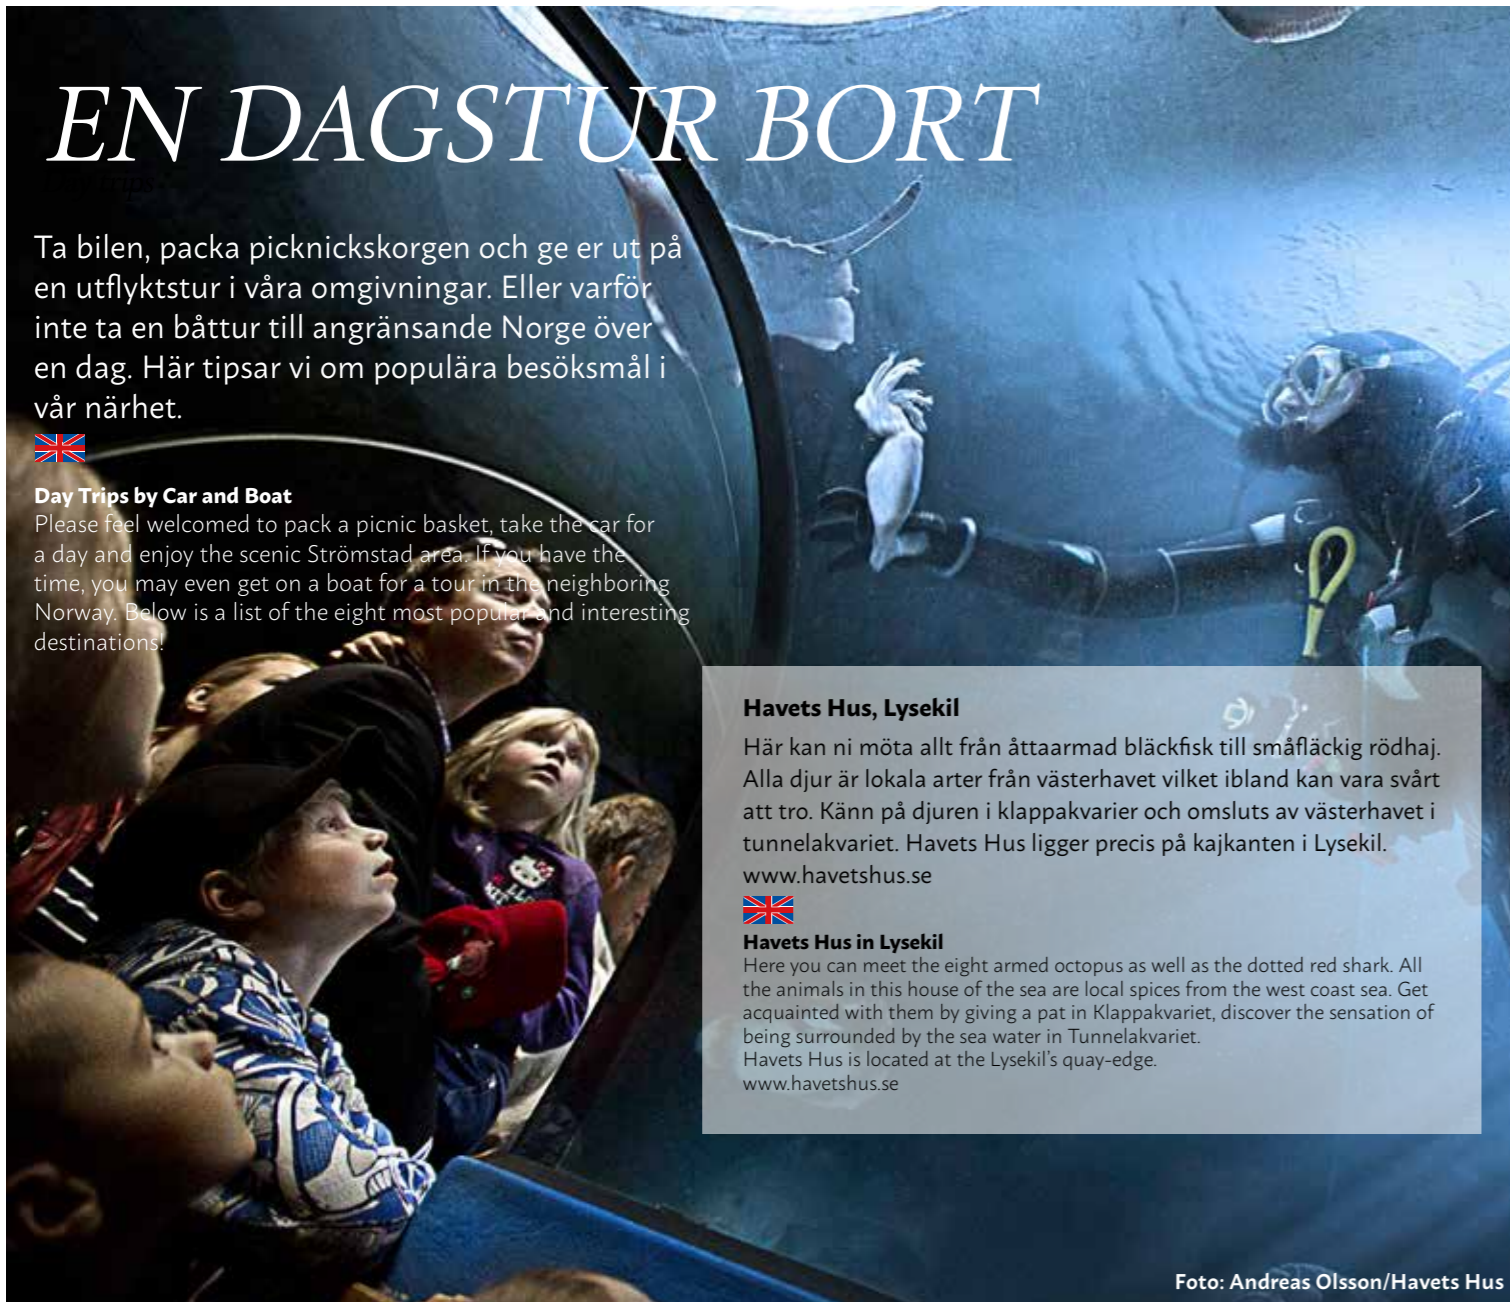 EN DAGSTUR BORT
Day trips
Ta bilen, packa picknickskorgen och ge er ut på
en utflyktstur i våra omgivningar. Eller varför
inte ta en båttur till angränsande Norge över
en dag. Här tipsar vi om populära besöksmål i
vår närhet.
Day Trips by Car and Boat
Please feel welcomed to pack a picnic basket, take the car for
a day and enjoy the scenic Strömstad area. If you have the
time, you may even get on a boat for a tour in the neighboring
Norway. Below is a list of the eight most popular and interesting
destinations!
Havets Hus, Lysekil
Här kan ni möta allt från åttaarmad bläckfisk till småfläckig rödhaj.
Alla djur är lokala arter från västerhavet vilket ibland kan vara svårt
att tro. Känn på djuren i klappakvarier och omsluts av västerhavet i
tunnelakvariet. Havets Hus ligger precis på kajkanten i Lysekil.
www.havetshus.se
Havets Hus in Lysekil
Here you can meet the eight armed octopus as well as the dotted red shark. All
the animals in this house of the sea are local spices from the west coast sea. Get
acquainted with them by giving a pat in Klappakvariet, discover the sensation of
being surrounded by the sea water in Tunnelakvariet.
Havets Hus is located at the Lysekil's quay-edge.
www.havetshus.se
Foto: Andreas Olsson/Havets Hus